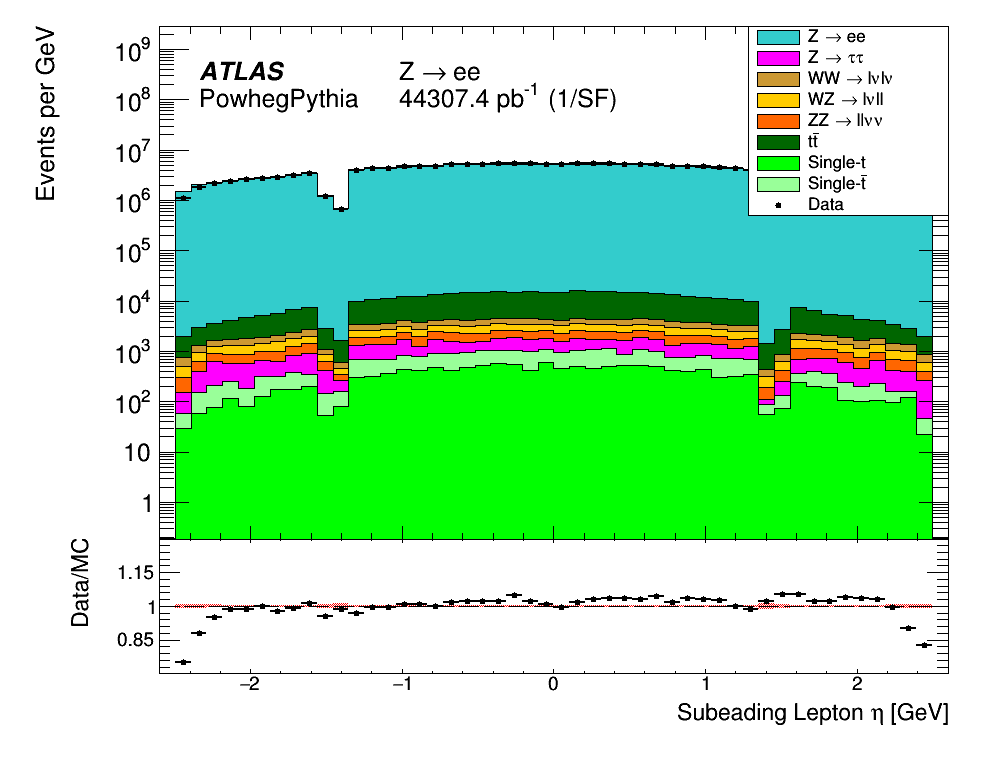 Events per GeV
10⁹
10⁸
10⁷
10⁶
10⁵
10⁴
10³
10²
10
1
ATLAS
PowhegPythia
Z → ee
44307.4 pb⁻¹ (1/SF)
Z → ee
Z → ττ
WW → lνlν
WZ → lνll
ZZ → llνν
tt̄
Single-t
Single-t̄
Data
Data/MC
1.15
1
0.85
−2 −1 0 1 2
Subeading Lepton η [GeV]